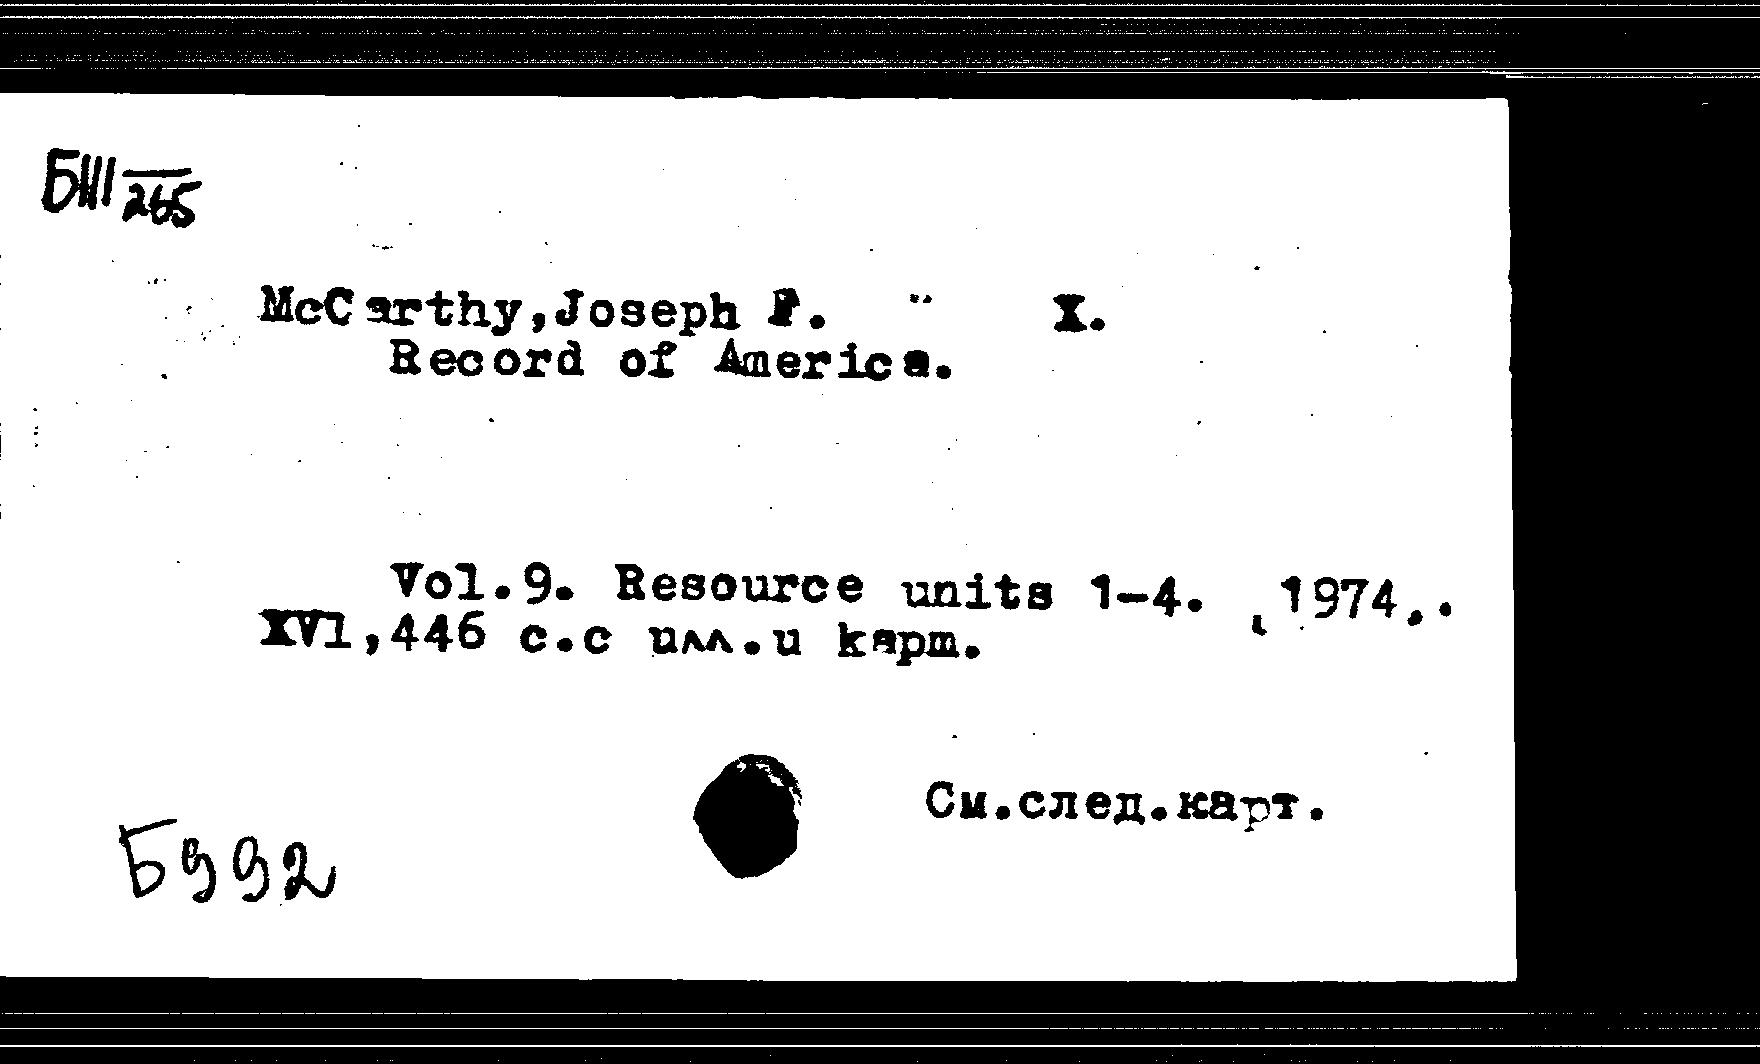 БIII 265
McCarthy,Joseph F. X.
Record of America.
Vol.9. Resource units 1-4. 1974,.
XVI,446 с.с илл.и карт.
См.след.карт.
Б992